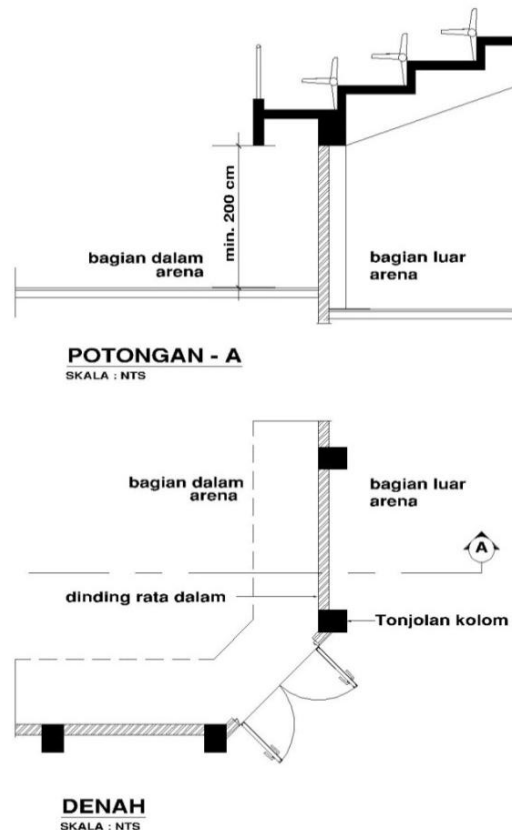 min. 200 cm
bagian dalam
arena
bagian luar
arena
POTONGAN - A
SKALA : NTS
bagian dalam
arena
bagian luar
arena
A
dinding rata dalam
Tonjolan kolom
DENAH
SKALA : NTS